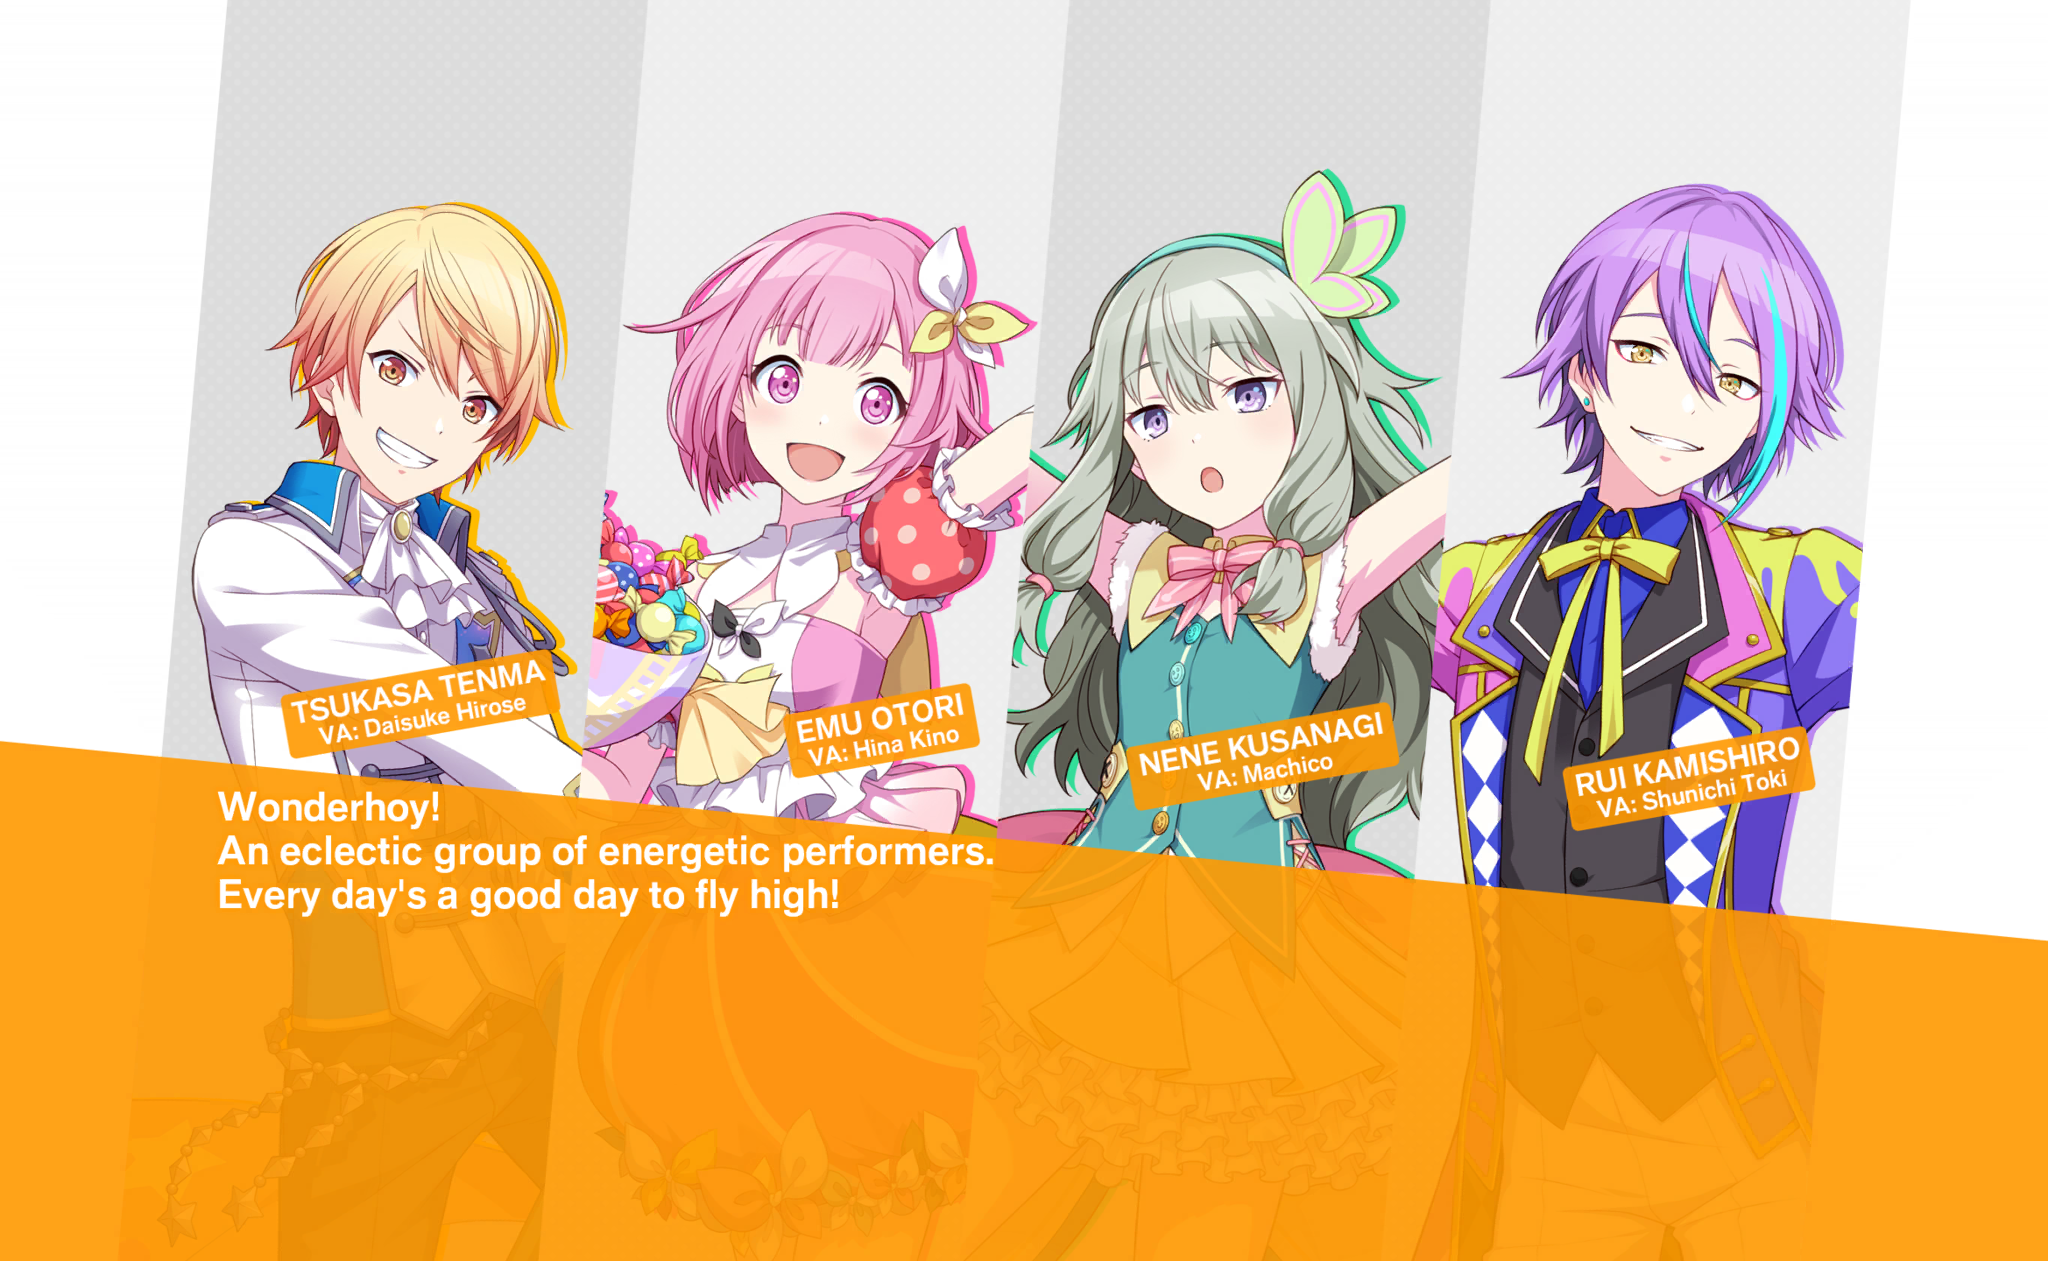 TSUKASA TENMA
VA: Daisuke Hirose
EMU OTORI
VA: Hina Kino
NENE KUSANAGI
VA: Machico
RUI KAMISHIRO
VA: Shunichi Toki
Wonderhoy!
An eclectic group of energetic performers.
Every day's a good day to fly high!